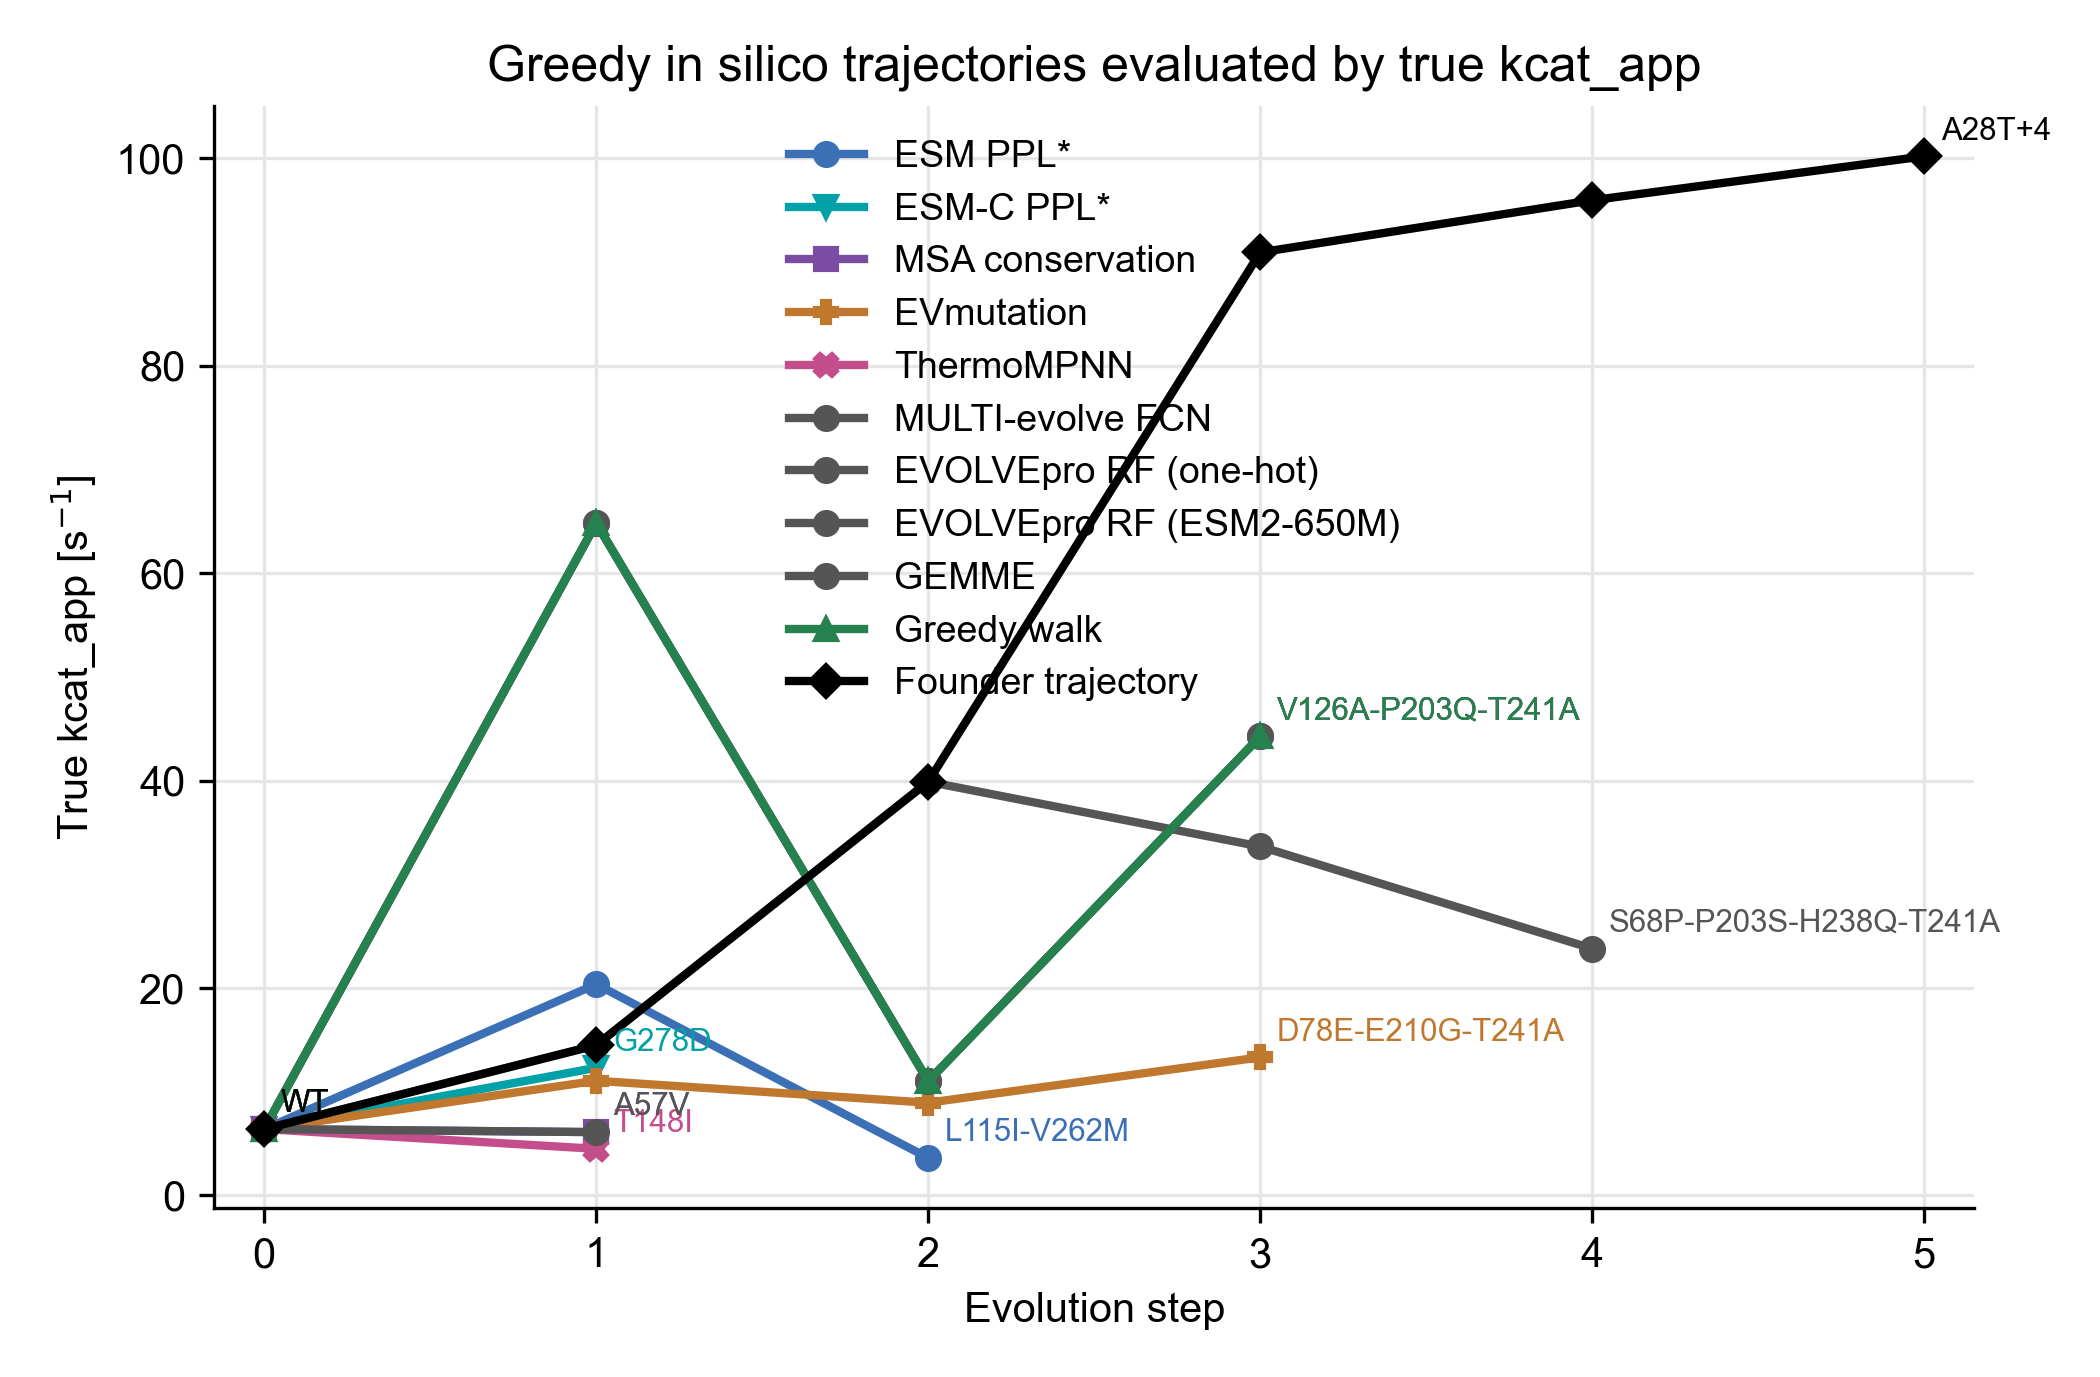 Greedy in silico trajectories evaluated by true kcat_app
True kcat_app [s⁻¹]
100
80
60
40
20
0
0 1 2 3 4 5
Evolution step
ESM PPL*
ESM-C PPL*
MSA conservation
EVmutation
ThermoMPNN
MULTI-evolve FCN
EVOLVEpro RF (one-hot)
EVOLVEpro RF (ESM2-650M)
GEMME
Greedy walk
Founder trajectory
A28T+4
V126A-P203Q-T241A
S68P-P203S-H238Q-T241A
D78E-E210G-T241A
G278D
WT
A57V
T148I
L115I-V262M